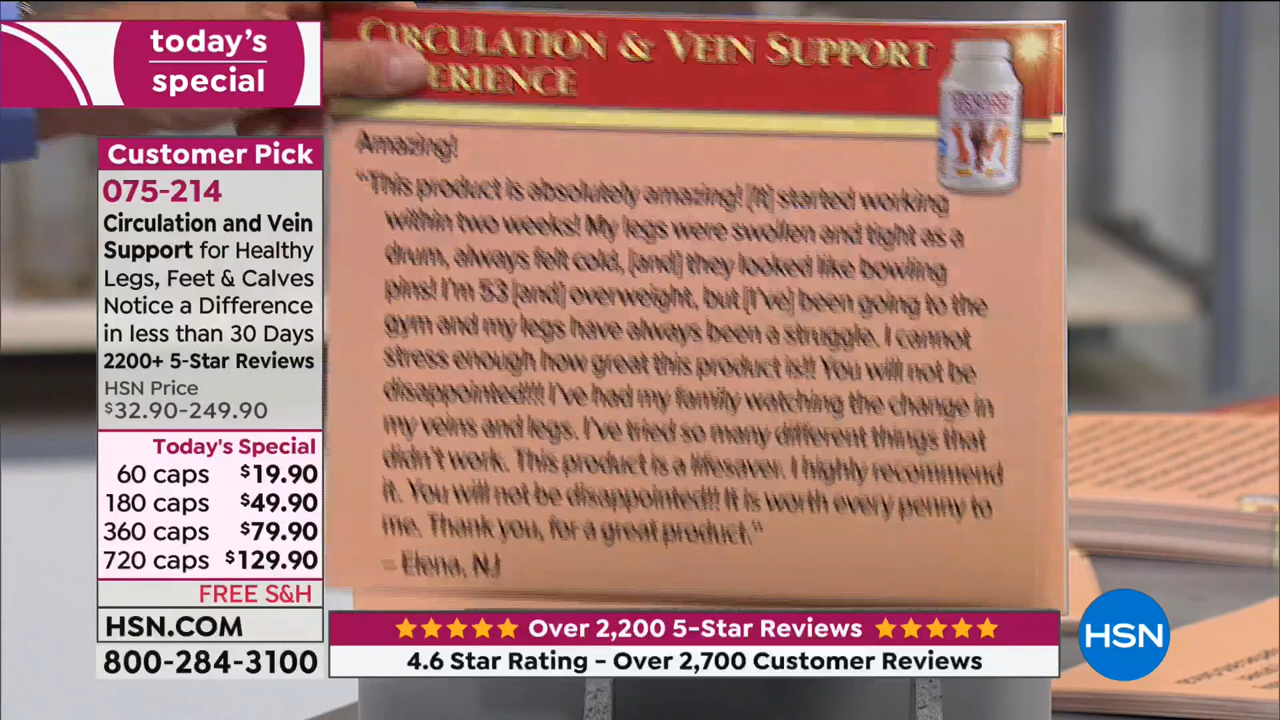 today's
special
Customer Pick
075-214
Circulation and Vein
Support for Healthy
Legs, Feet & Calves
Notice a Difference
in less than 30 Days
2200+ 5-Star Reviews
HSN Price
$32.90-249.90
Today's Special
60 caps $19.90
180 caps $49.90
360 caps $79.90
720 caps $129.90
FREE S&H
HSN.COM
800-284-3100
CIRCULATION & VEIN SUPPORT
ERIENCE
Amazing!
"This product is absolutely amazing! [It] started working
within two weeks! My legs were swollen and tight as a
drum, always felt cold, [and] they looked like bowling
pins! I'm 53 [and] overweight, but [I've] been going to the
gym and my legs have always been a struggle. I cannot
stress enough how great this product is!! You will not be
disappointed!!! I've had my family watching the change in
my veins and legs. I've tried so many different things that
didn't work. This product is a lifesaver. I highly recommend
it. You will not be disappointed!!! It is worth every penny to
me. Thank you, for a great product."
– Elena, NJ
Over 2,200 5-Star Reviews
4.6 Star Rating – Over 2,700 Customer Reviews
HSN